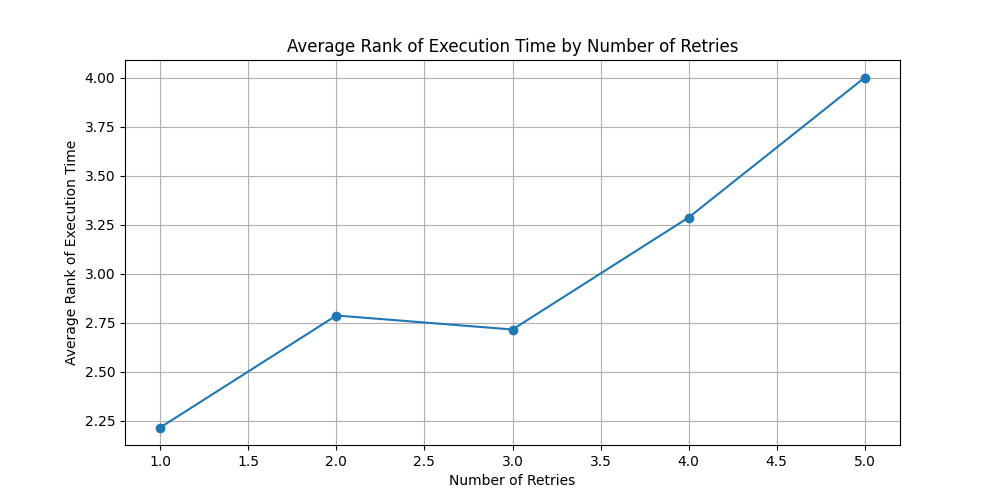 Average Rank of Execution Time by Number of Retries
Average Rank of Execution Time
4.00
3.75
3.50
3.25
3.00
2.75
2.50
2.25
1.0 1.5 2.0 2.5 3.0 3.5 4.0 4.5 5.0
Number of Retries